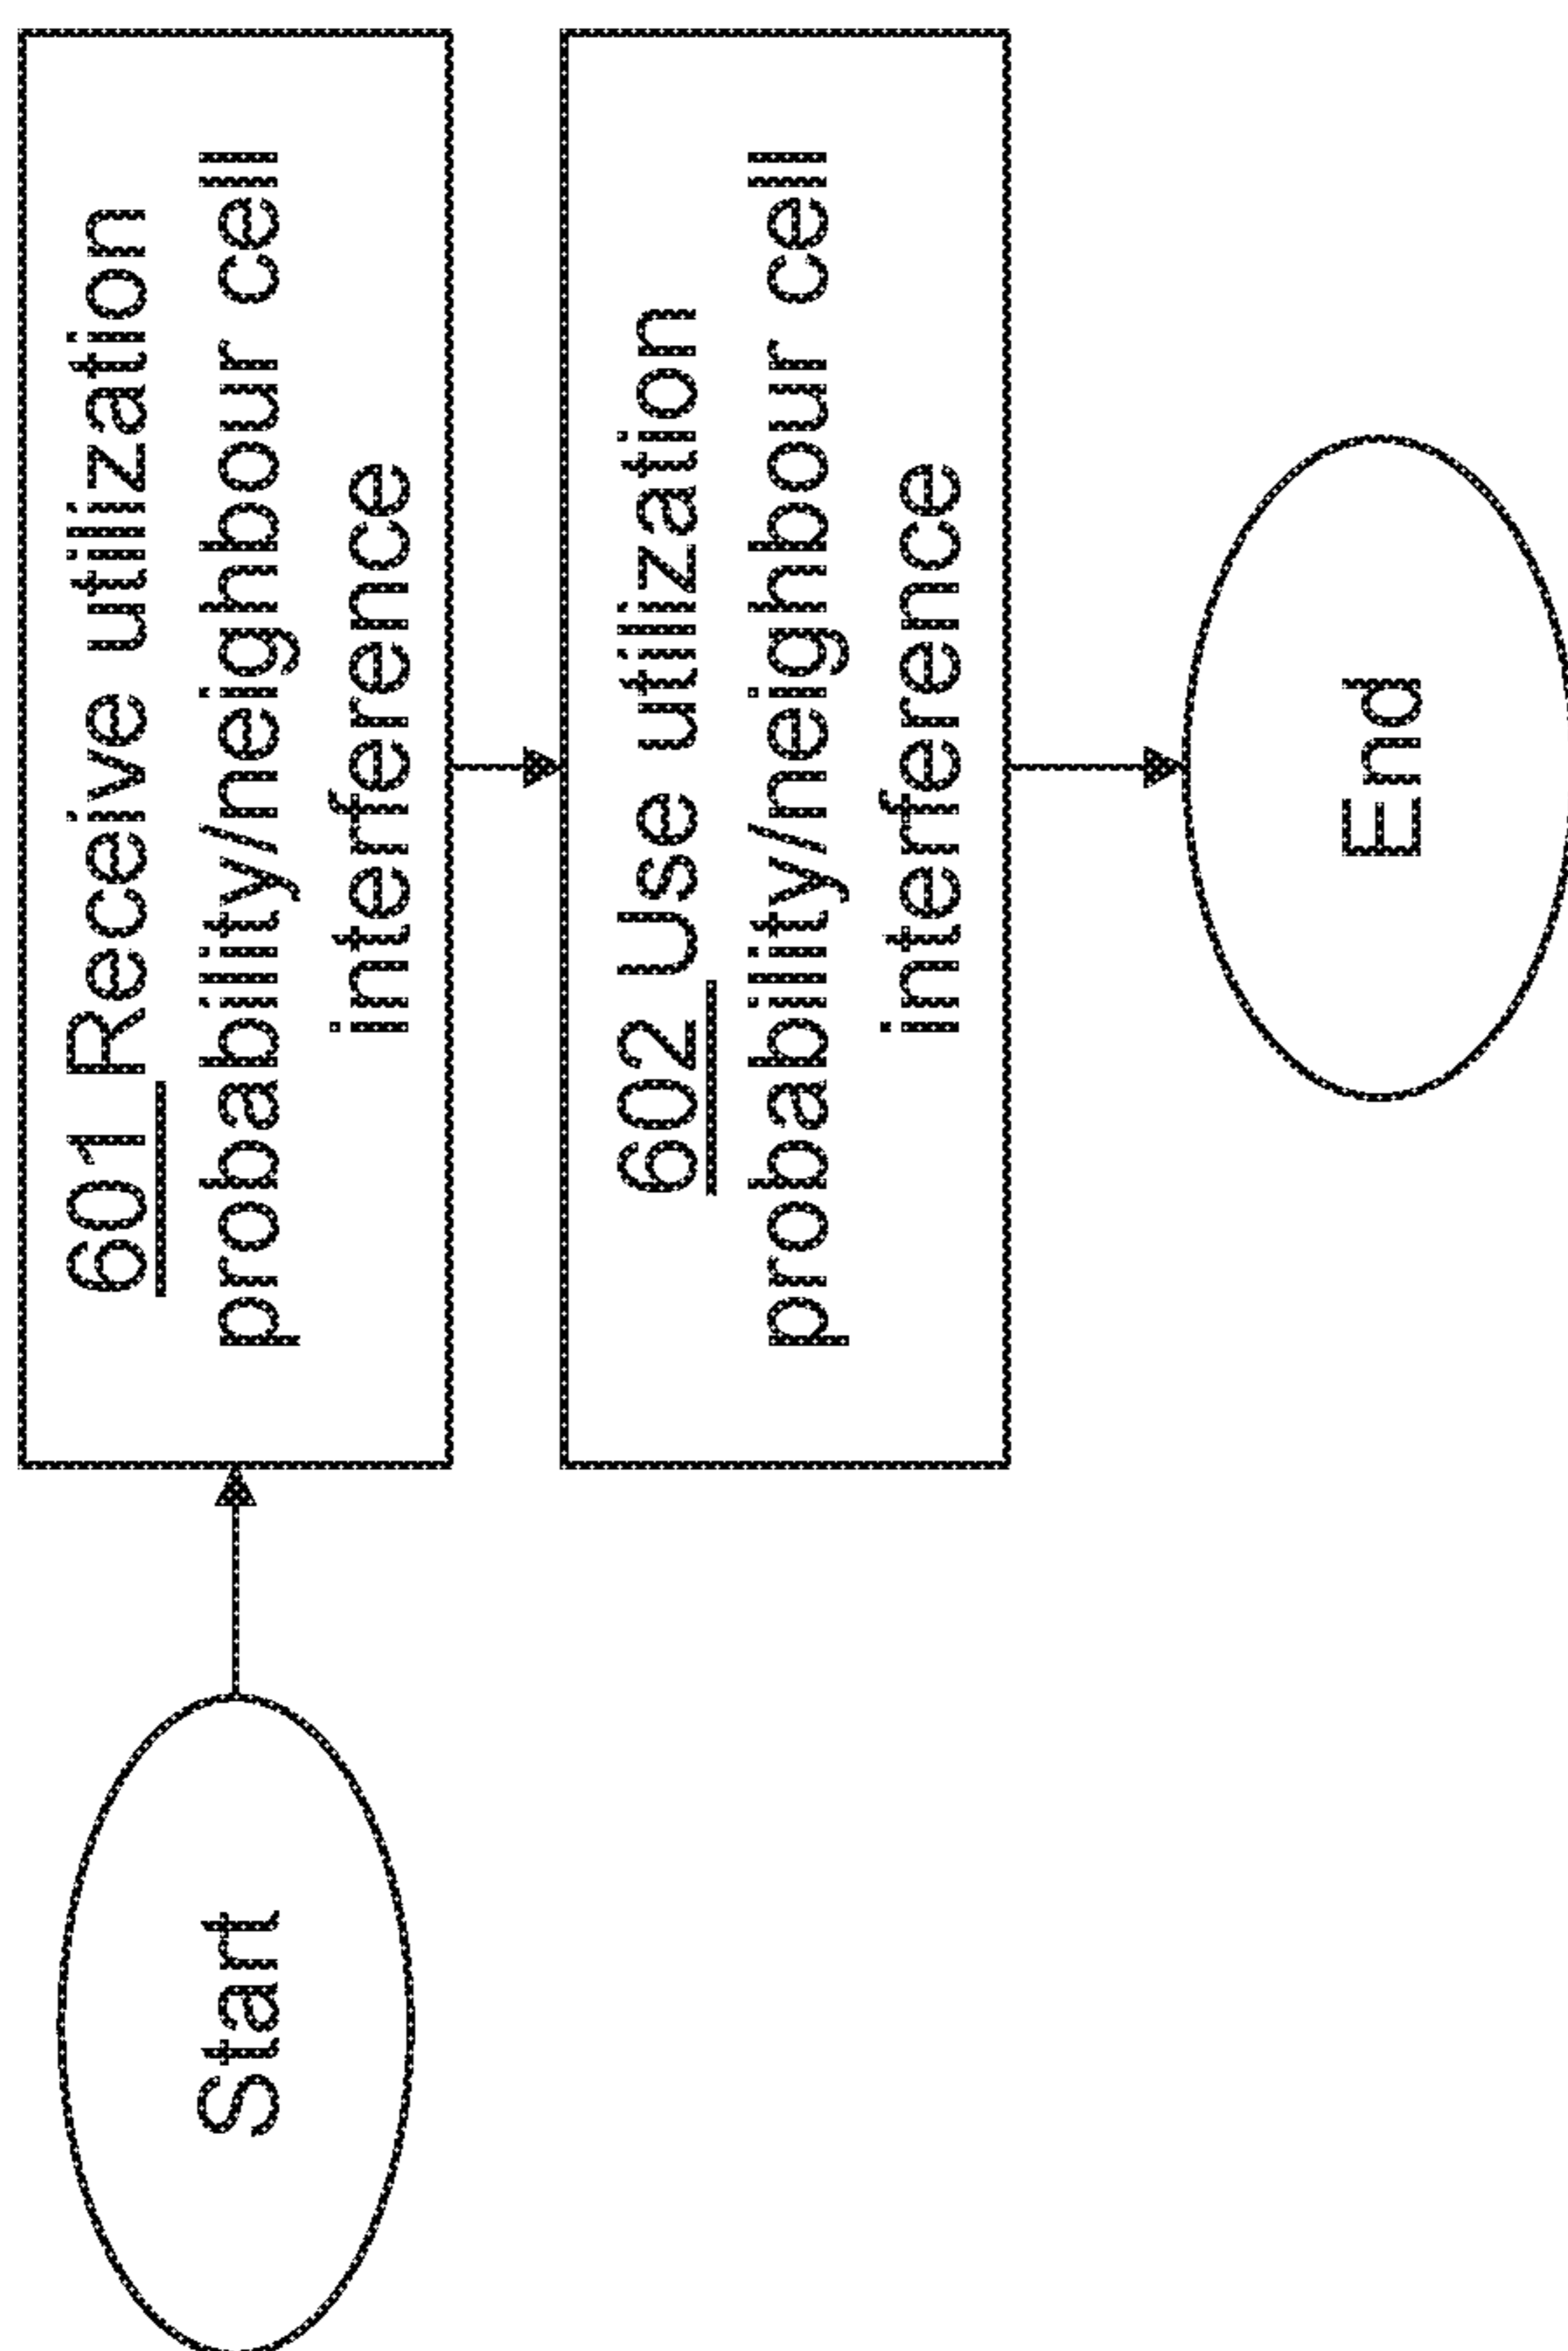 Start
601 Receive utilization
probability/neighbour cell
interference
602 Use utilization
probability/neighbour cell
interference
End